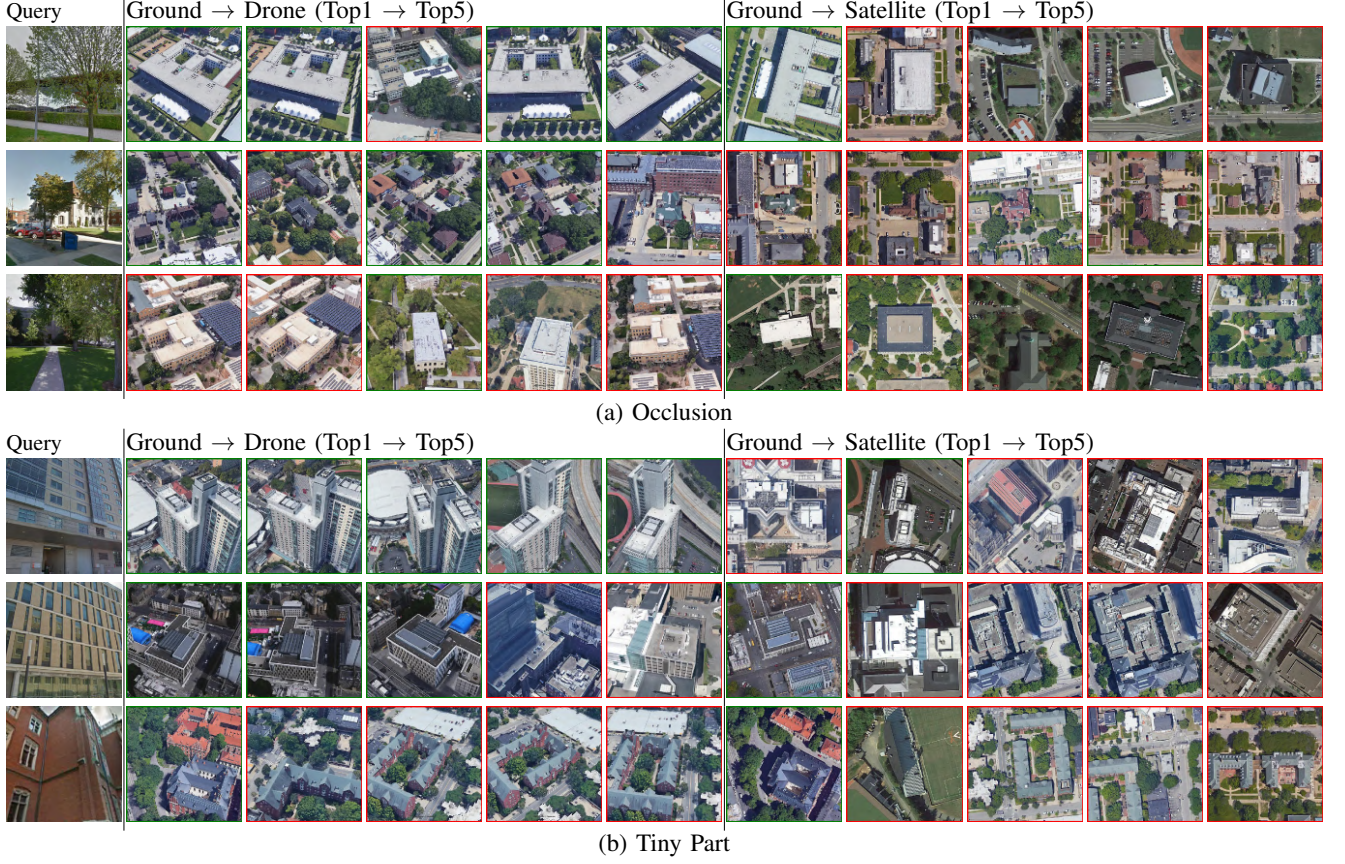 Query
Ground → Drone (Top1 → Top5)
Ground → Satellite (Top1 → Top5)
(a) Occlusion
Query
Ground → Drone (Top1 → Top5)
Ground → Satellite (Top1 → Top5)
(b) Tiny Part